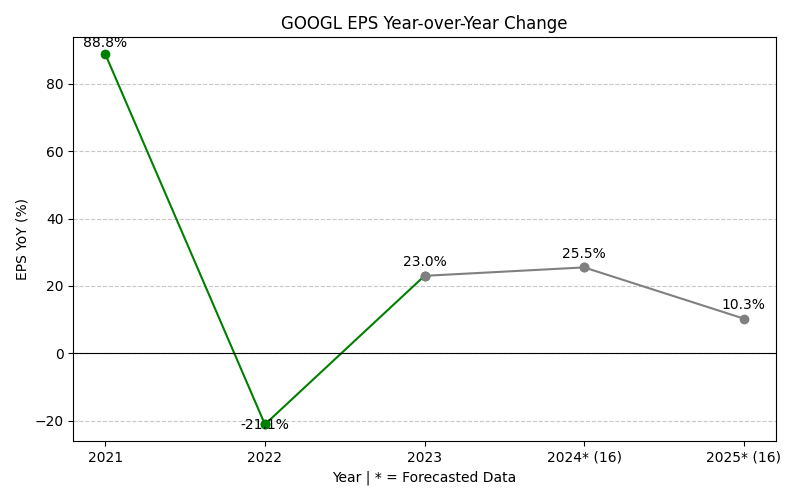 GOOGL EPS Year-over-Year Change
88.8%
80
60
40
25.5%
23.0%
20
10.3%
0
-21.1%
−20
EPS YoY (%)
2021 2022 2023 2024* (16) 2025* (16)
Year | * = Forecasted Data